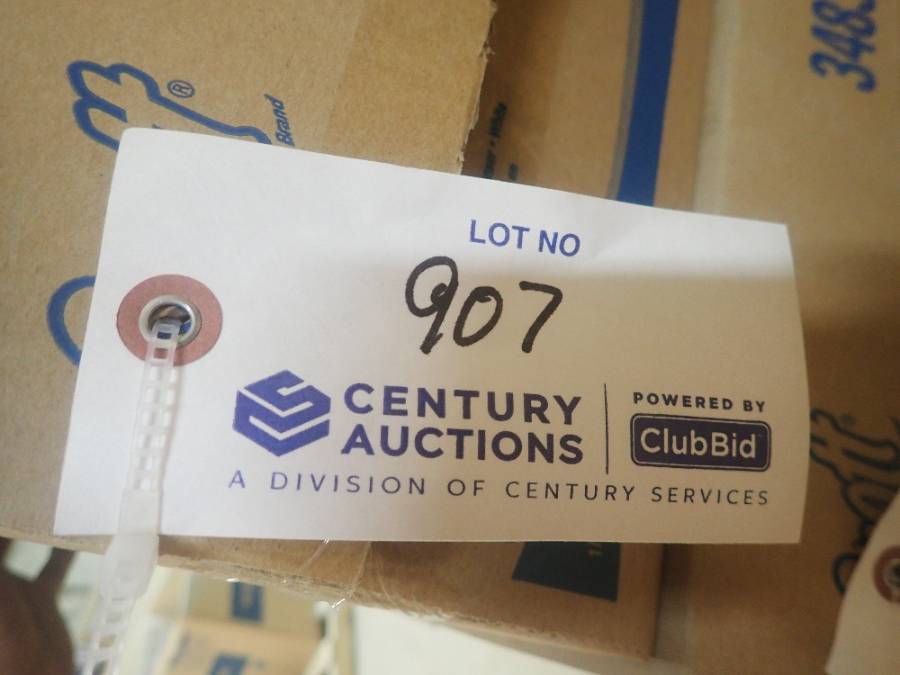 ®
Brand
348
LOT NO
907
CENTURY
AUCTIONS
POWERED BY
ClubBid
A DIVISION OF CENTURY SERVICES